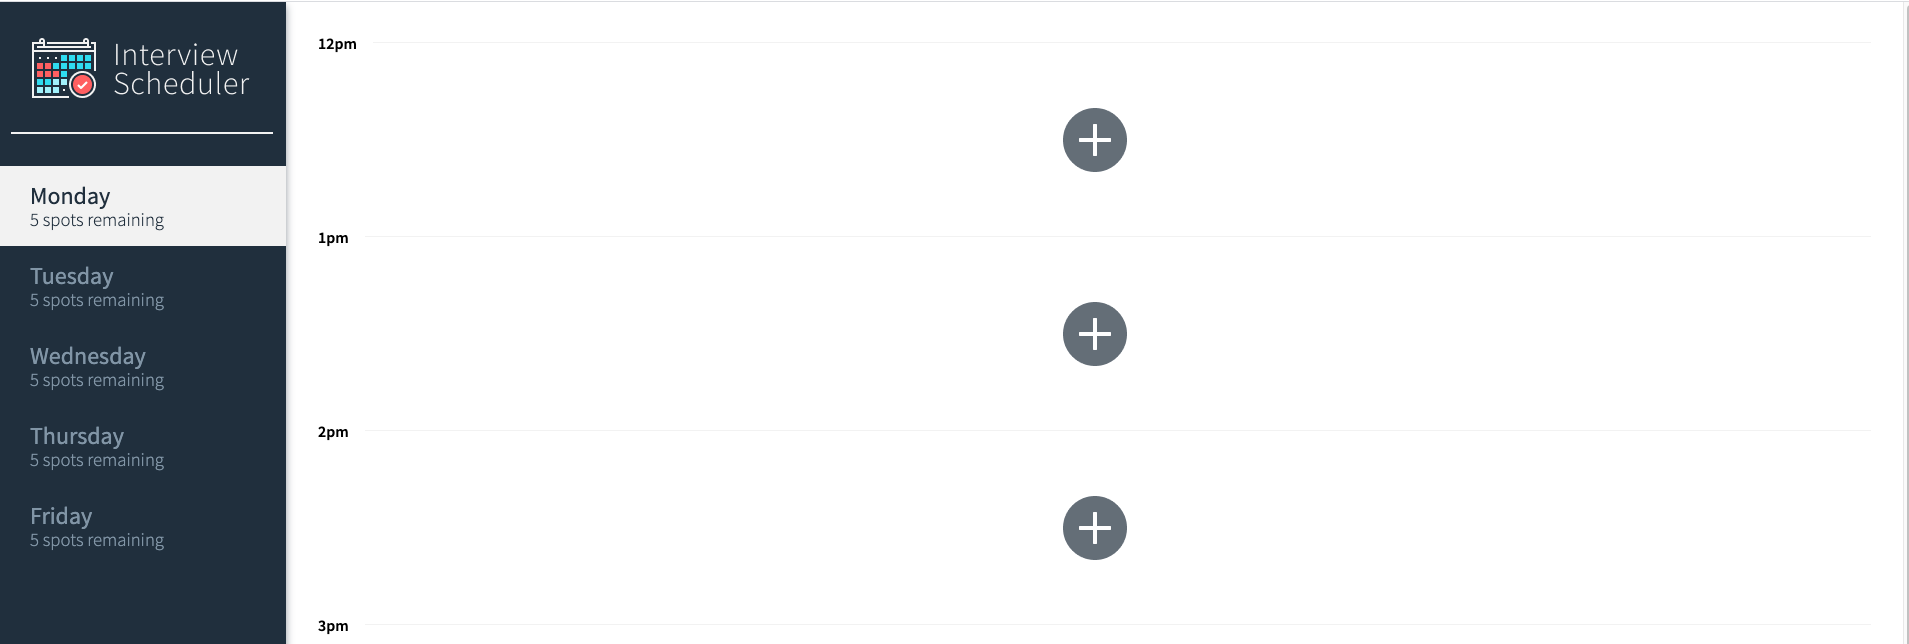 Interview
Scheduler
Monday
5 spots remaining
Tuesday
5 spots remaining
Wednesday
5 spots remaining
Thursday
5 spots remaining
Friday
5 spots remaining
12pm
1pm
2pm
3pm